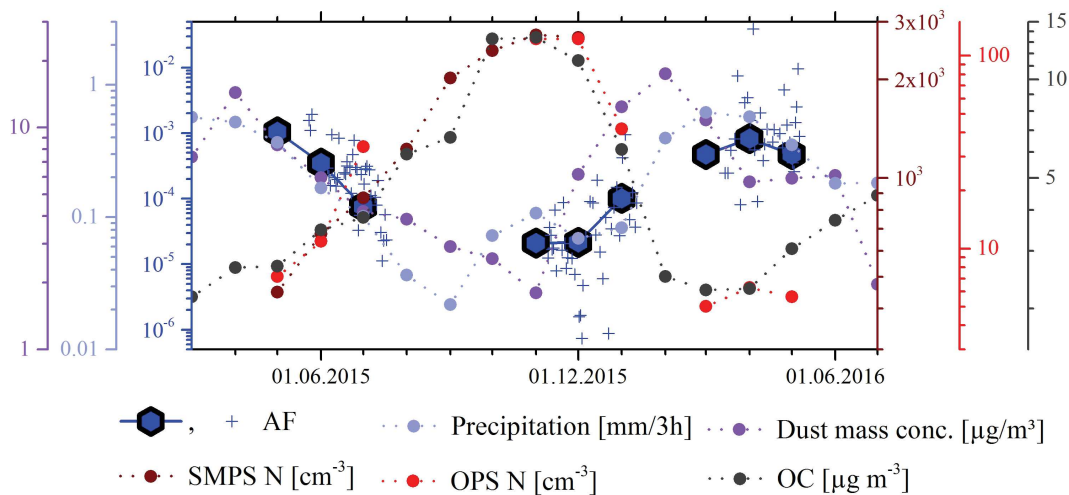 10
1
1
0.1
0.01
10⁻²
10⁻³
10⁻⁴
10⁻⁵
10⁻⁶
3x10³
2x10³
10³
100
10
15
10
5
01.06.2015
01.12.2015
01.06.2016
, + AF
Precipitation [mm/3h]
Dust mass conc. [µg/m³]
SMPS N [cm⁻³]
OPS N [cm⁻³]
OC [µg m⁻³]